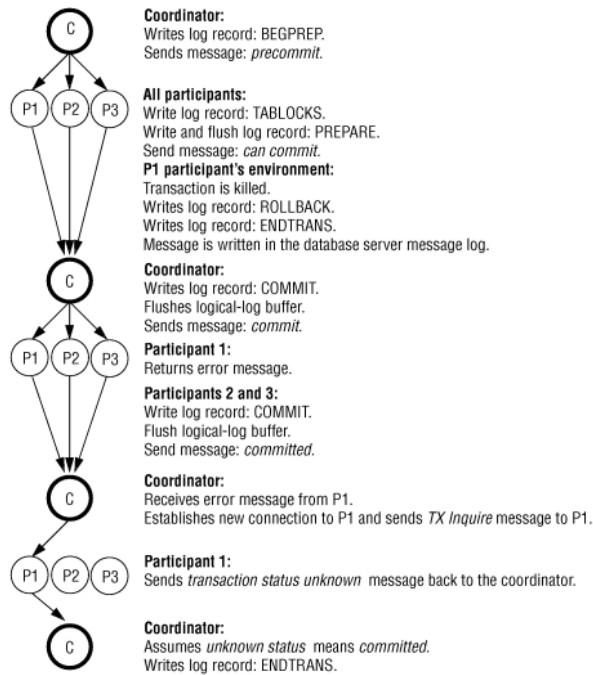 C
Coordinator:
Writes log record: BEGPREP.
Sends message: precommit.
P1 P2 P3
All participants:
Write log record: TABLOCKS.
Write and flush log record: PREPARE.
Send message: can commit.
P1 participant's environment:
Transaction is killed.
Writes log record: ROLLBACK.
Writes log record: ENDTRANS.
Message is written in the database server message log.
C
Coordinator:
Writes log record: COMMIT.
Flushes logical-log buffer.
Sends message: commit.
P1 P2 P3
Participant 1:
Returns error message.
Participants 2 and 3:
Write log record: COMMIT.
Flush logical-log buffer.
Send message: committed.
C
Coordinator:
Receives error message from P1.
Establishes new connection to P1 and sends TX Inquire message to P1.
P1 P2 P3
Participant 1:
Sends transaction status unknown message back to the coordinator.
C
Coordinator:
Assumes unknown status means committed.
Writes log record: ENDTRANS.